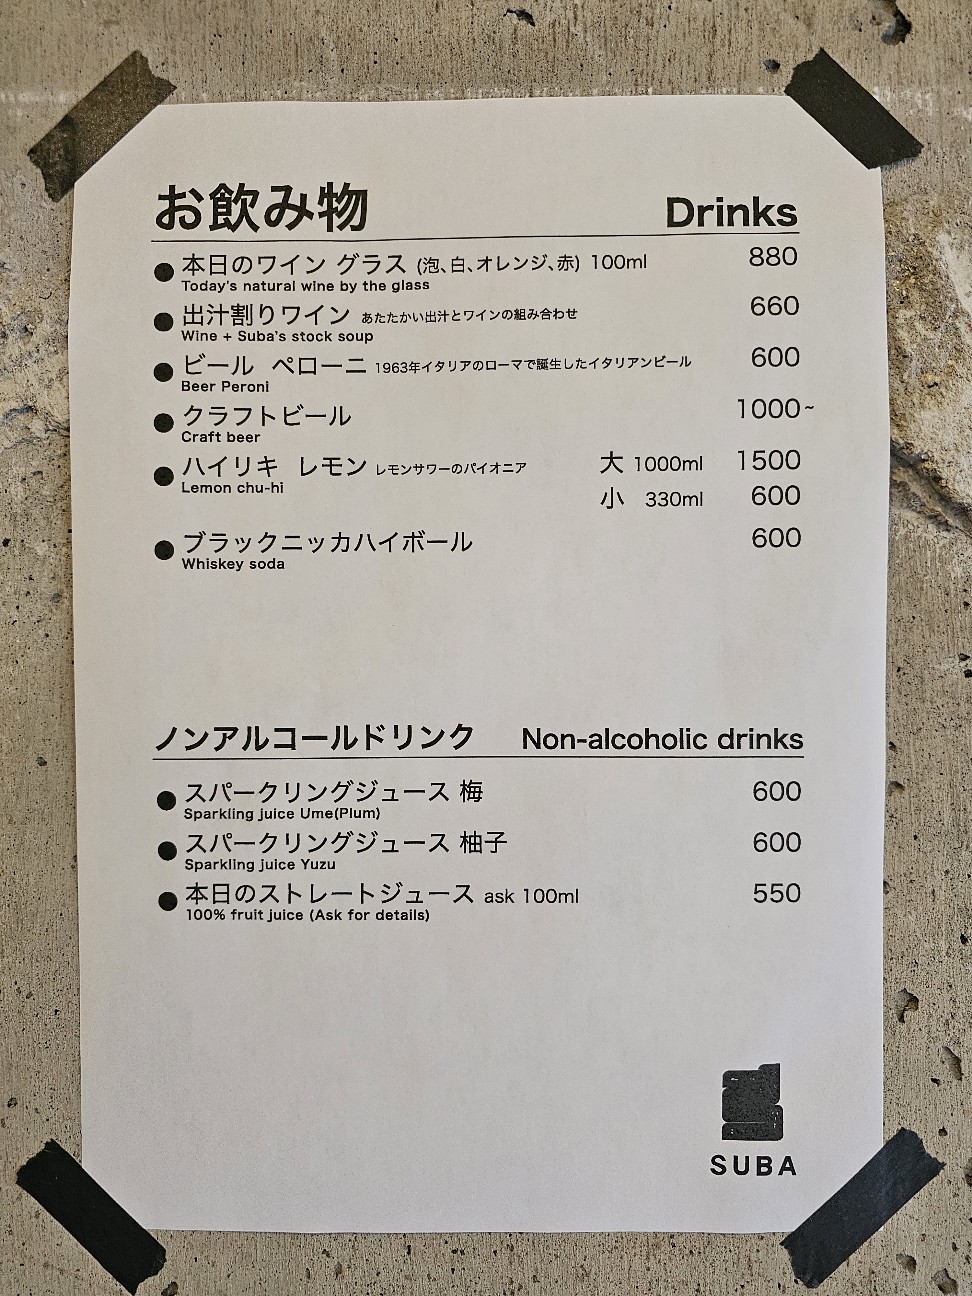 お飲み物 Drinks
本日のワイン グラス (泡、白、オレンジ、赤) 100ml 880
Today's natural wine by the glass
出汁割りワイン あたたかい出汁とワインの組み合わせ 660
Wine + Suba's stock soup
ビール ペローニ 1963年イタリアのローマで誕生したイタリアンビール 600
Beer Peroni
クラフトビール 1000~
Craft beer
ハイリキ レモン レモンサワーのパイオニア 大 1000ml 1500
Lemon chu-hi
小 330ml 600
ブラックニッカハイボール 600
Whiskey soda
ノンアルコールドリンク Non-alcoholic drinks
スパークリングジュース 梅 600
Sparkling juice Ume(Plum)
スパークリングジュース 柚子 600
Sparkling juice Yuzu
本日のストレートジュース ask 100ml 550
100% fruit juice (Ask for details)
SUBA